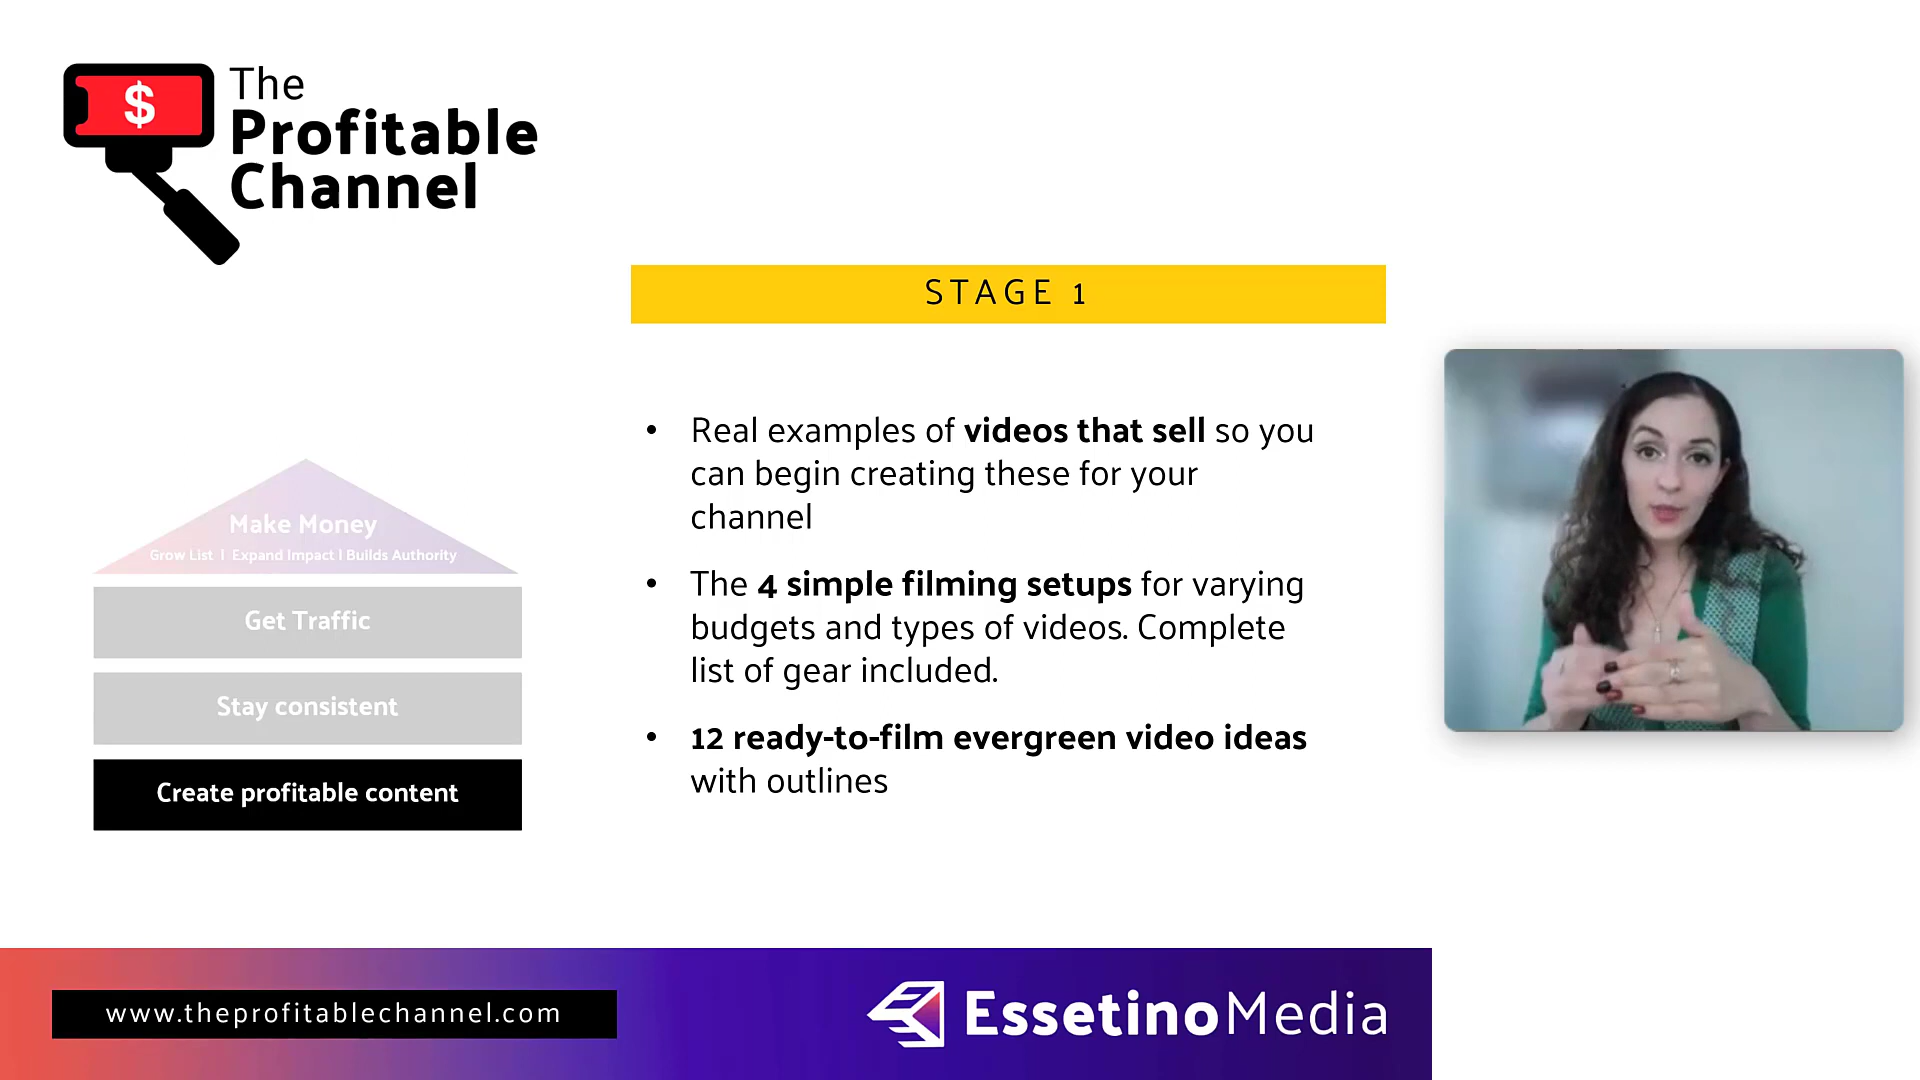 $
The
Profitable
Channel
STAGE 1
• Real examples of videos that sell so you
can begin creating these for your
channel
• The 4 simple filming setups for varying
budgets and types of videos. Complete
list of gear included.
• 12 ready-to-film evergreen video ideas
with outlines
Make Money
Grow List | Expand Impact | Builds Authority
Get Traffic
Stay consistent
Create profitable content
www.theprofitablechannel.com
EssetinoMedia